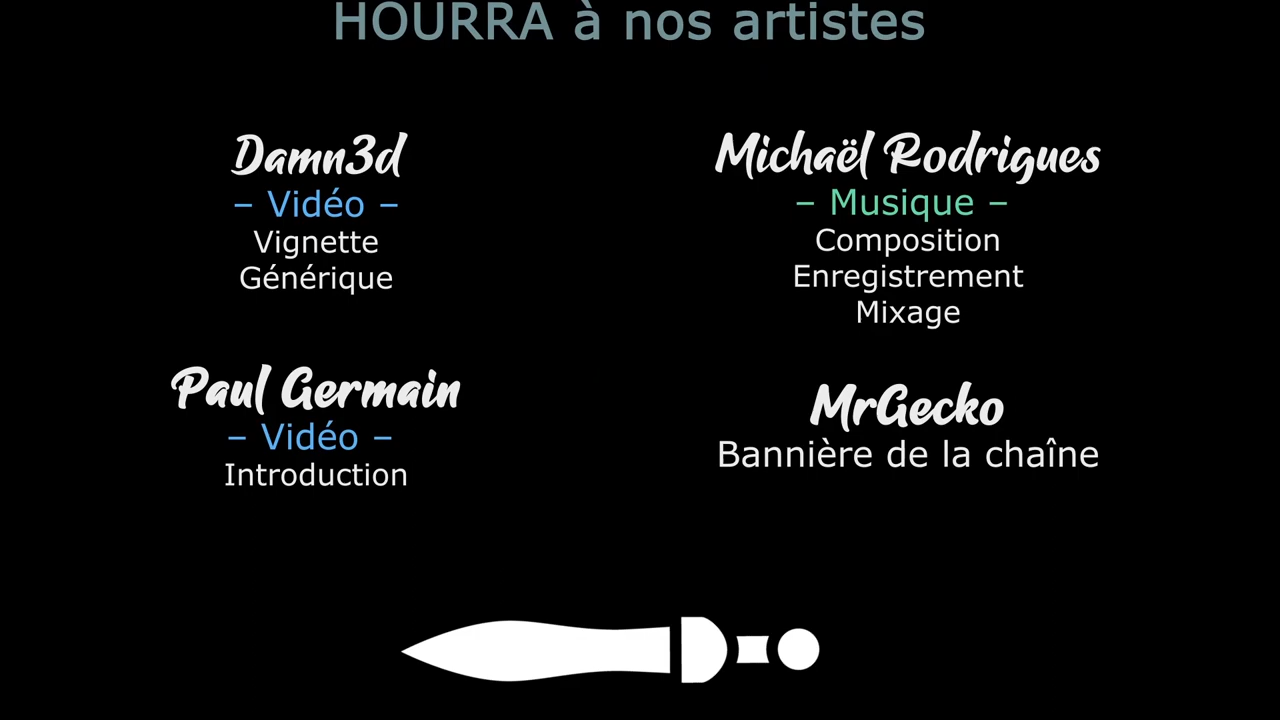 HOURRA à nos artistes
Damn3d
– Vidéo –
Vignette
Générique
Michaël Rodrigues
– Musique –
Composition
Enregistrement
Mixage
Paul Germain
– Vidéo –
Introduction
MrGecko
Bannière de la chaîne